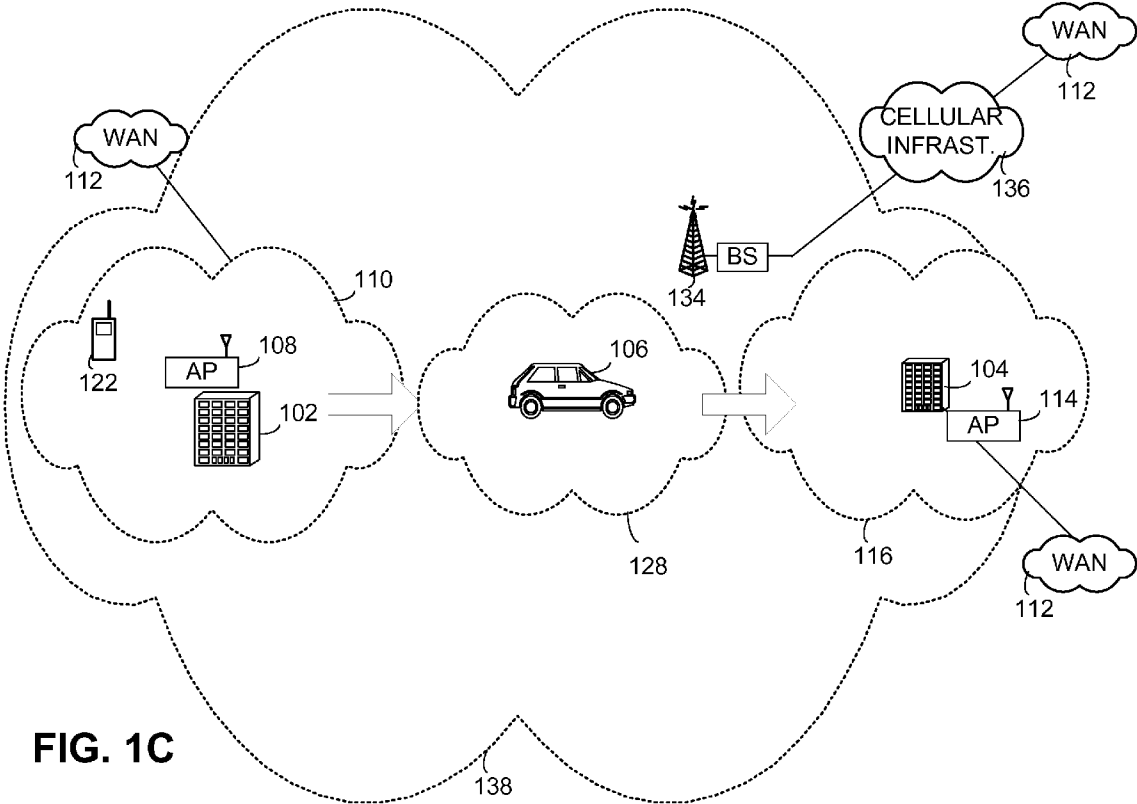 WAN
112
CELLULAR
INFRAST.
136
WAN
112
BS
134
110
122
AP
108
102
106
104
114
AP
128
116
WAN
112
138
FIG. 1C